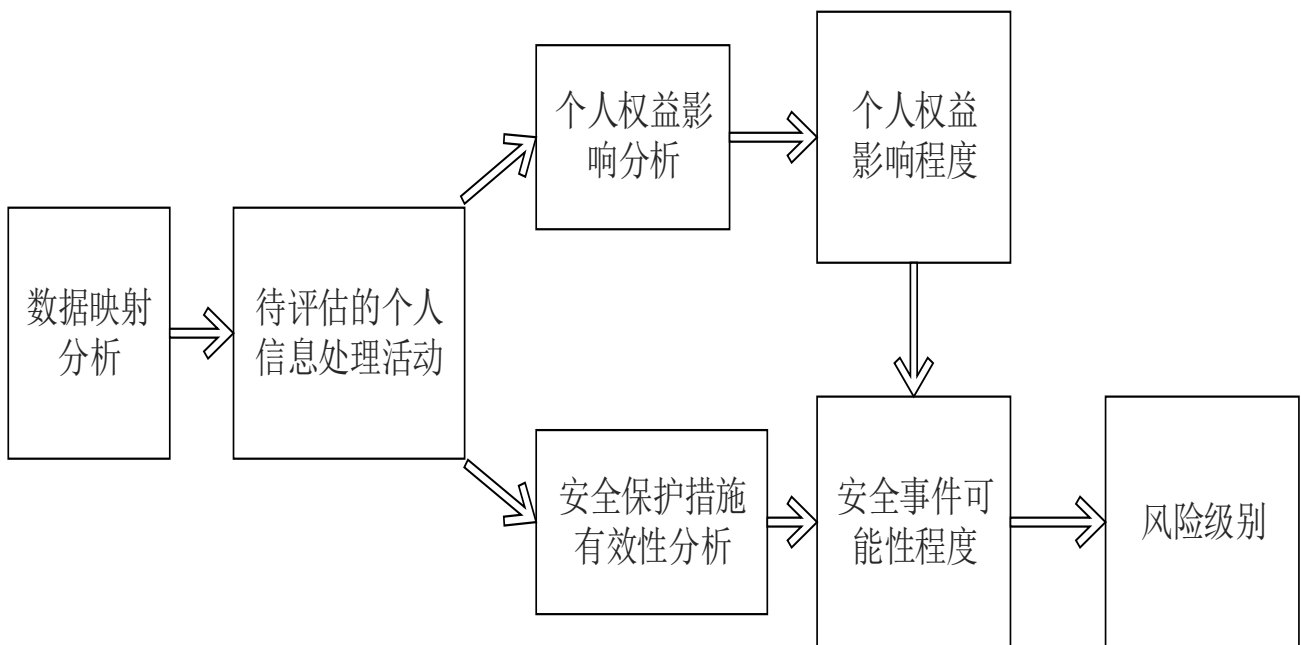 数据映射
分析
待评估的个人
信息处理活动
个人权益影
响分析
个人权益
影响程度
安全保护措施
有效性分析
安全事件可
能性程度
风险级别